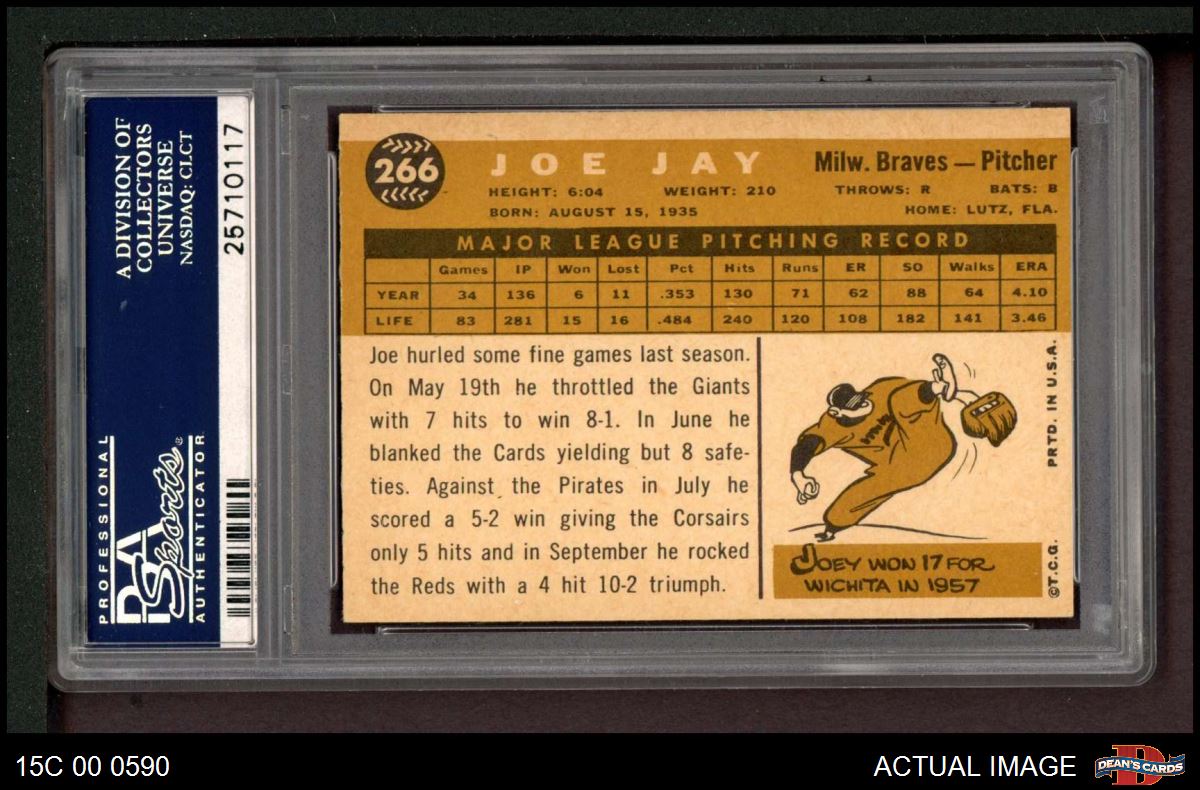 A DIVISION OF
COLLECTORS
UNIVERSE
NASDAQ: CLCT
25710117
PROFESSIONAL
PSA
Sports®
AUTHENTICATOR
266
JOE JAY
Milw. Braves — Pitcher
HEIGHT: 6:04 WEIGHT: 210 THROWS: R BATS: B
BORN: AUGUST 15, 1935 HOME: LUTZ, FLA.
MAJOR LEAGUE PITCHING RECORD
Games IP Won Lost Pct Hits Runs ER SO Walks ERA
YEAR 34 136 6 11 .353 130 71 62 88 64 4.10
LIFE 83 281 15 16 .484 240 120 108 182 141 3.46
Joe hurled some fine games last season.
On May 19th he throttled the Giants
with 7 hits to win 8-1. In June he
blanked the Cards yielding but 8 safe-
ties. Against the Pirates in July he
scored a 5-2 win giving the Corsairs
only 5 hits and in September he rocked
the Reds with a 4 hit 10-2 triumph.
JOEY WON 17 FOR
WICHITA IN 1957
©T.C.G. PRTD. IN U.S.A.
15C 00 0590
ACTUAL IMAGE
D
DEAN'S CARDS